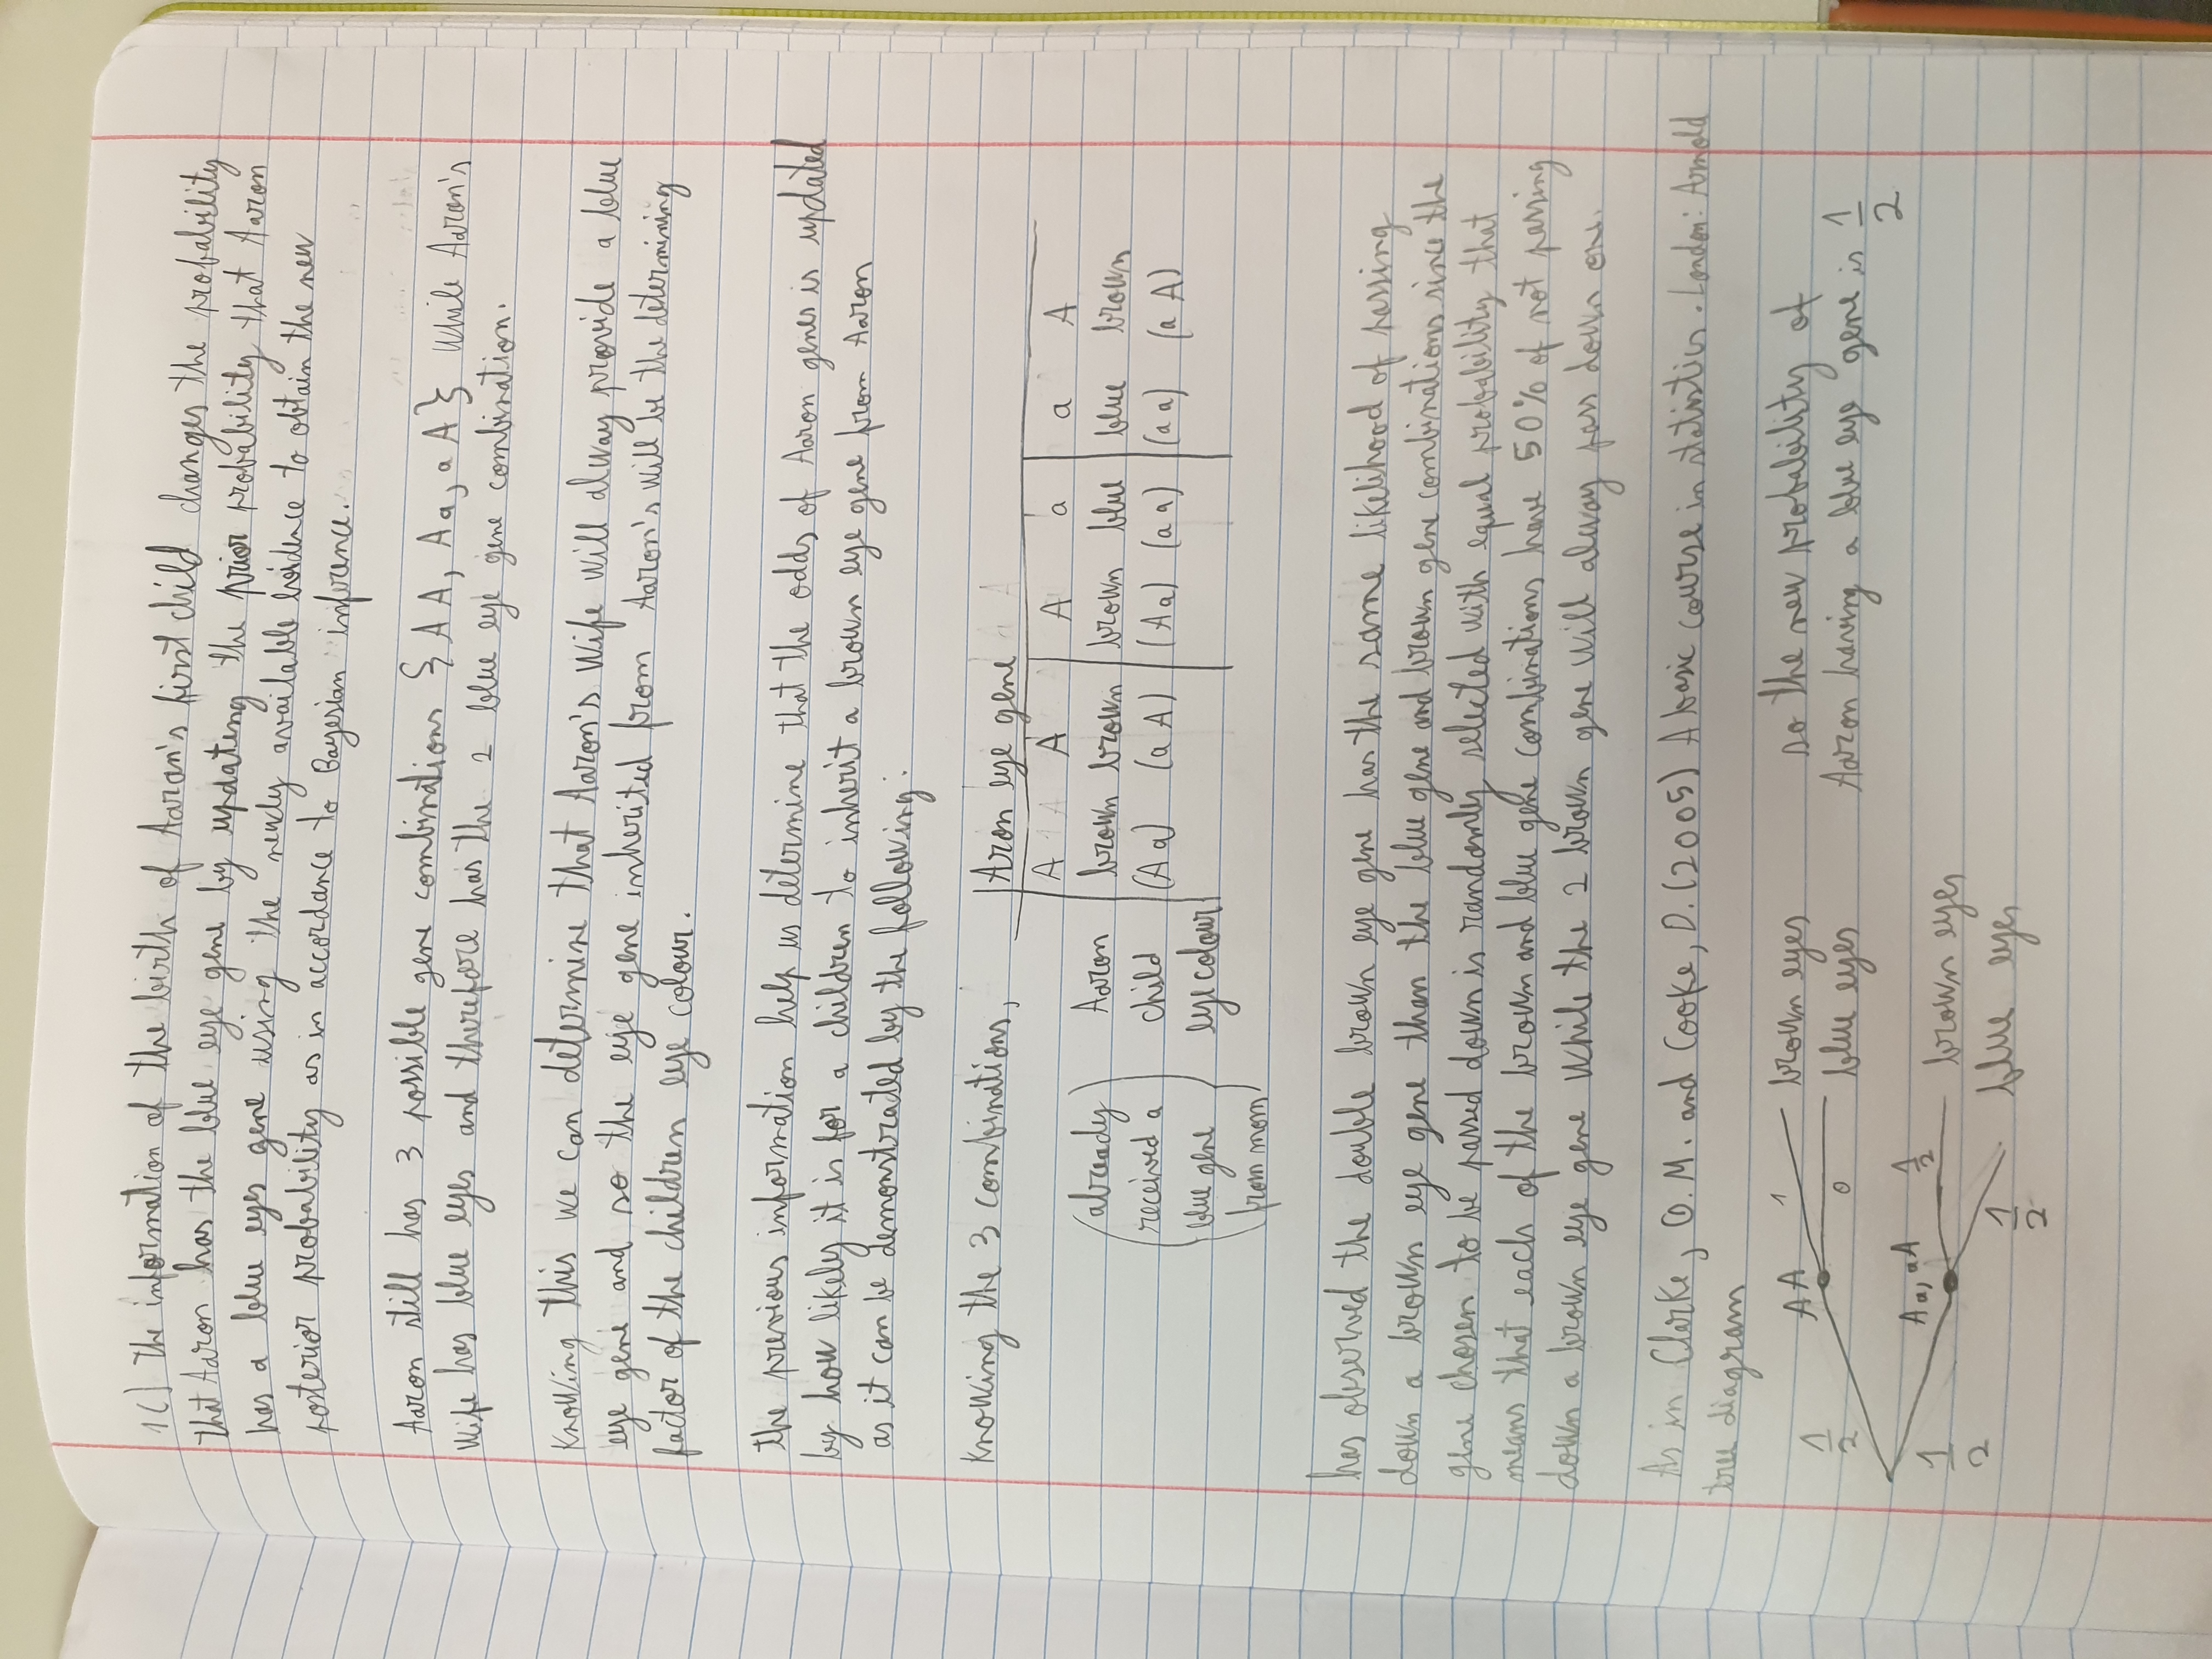 1C) The information of the birth of Aaron's first child changes the probability
that Aaron has the blue eye gene by updating the prior probability that Aaron
has a blue eyes gene using the newly available evidence to obtain the new
posterior probability as in accordance to Bayesian inference.
Aaron still has 3 possible gene combinations {AA, Aa, aA} while Aaron's
wife has blue eyes and therefore has the 2 blue eye gene combination.
Knowing this we can determine that Aaron's wife will alway provide a blue
eye gene and so the eye gene inherited from Aaron's will be the determining
factor of the children eye colour.
the previous information help us determine that the odds of Aaron genes is updated
by how likely it is for a children to inherit a brown eye gene from Aaron
as it can be demonstrated by the following:
Knowing the 3 combinations,
Aron eye gene
A A A a a A
(already received a blue gene from mom)
Aaron child eye colour
brown brown brown blue blue brown
(Aa) (aA) (Aa) (aa) (aa) (aA)
has observed the double brown eye gene has the same likelihood of passing
down a brown eye gene than the blue gene and brown gene combinations since the
gene chosen to be passed down is randomly selected with equal probability that
means that each of the brown and blue gene combinations have 50% of not passing
down a brown eye gene while the 2 brown gene will alway pass down one.
As in Clarke, G.M. and Cooke, D. (2005) A basic course in statistics. London: Arnold
tree diagram
1/2 AA 1 brown eyes
0 blue eyes
1/2 Aa, aA 1/2 brown eyes
1/2 blue eyes
so the new probability of
Aaron having a blue eye gene is 1/2